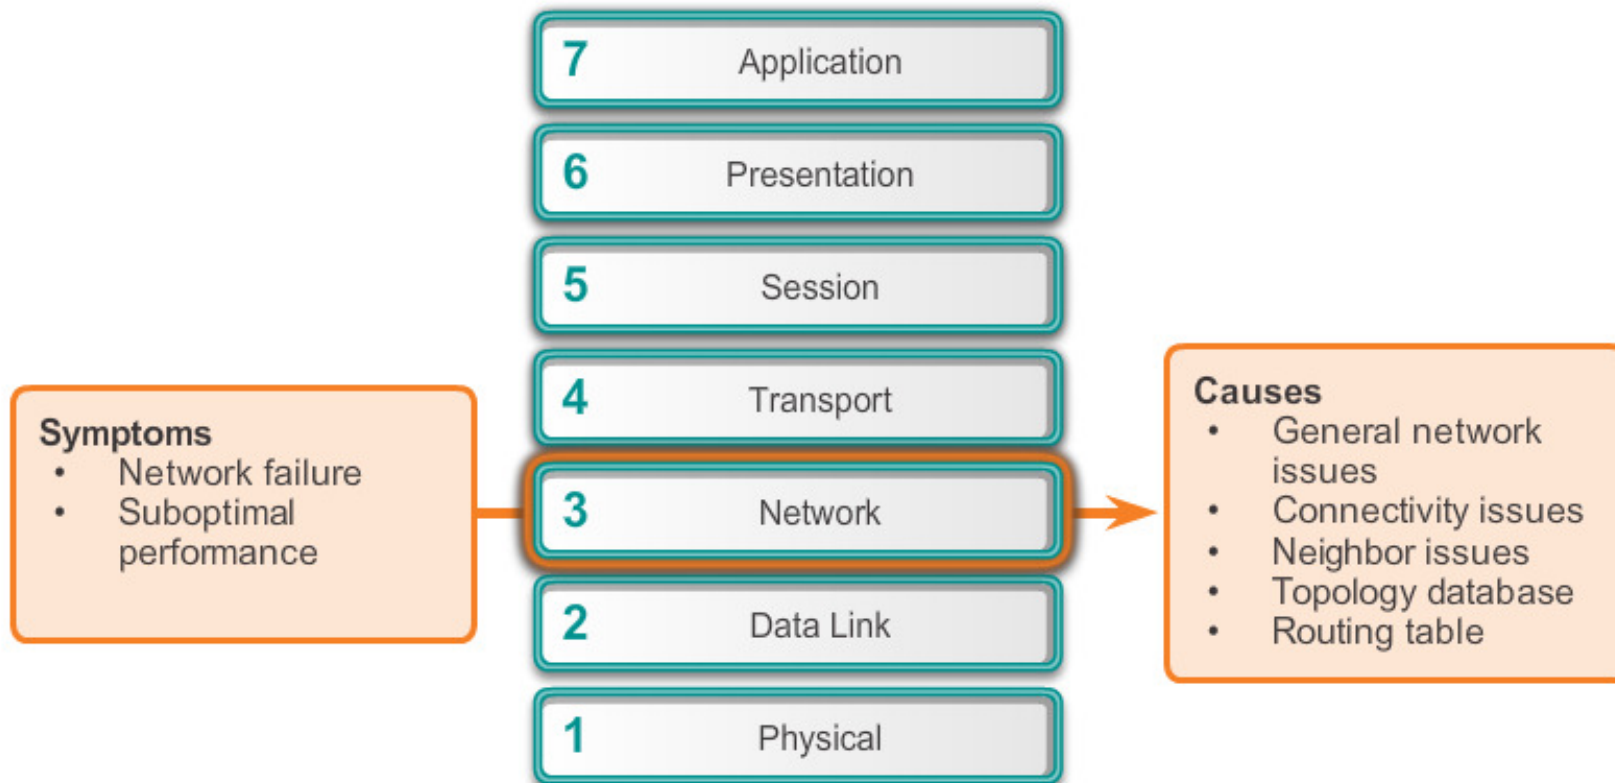 7 Application
6 Presentation
5 Session
4 Transport
3 Network
2 Data Link
1 Physical
Symptoms
• Network failure
• Suboptimal
performance
Causes
• General network
issues
• Connectivity issues
• Neighbor issues
• Topology database
• Routing table